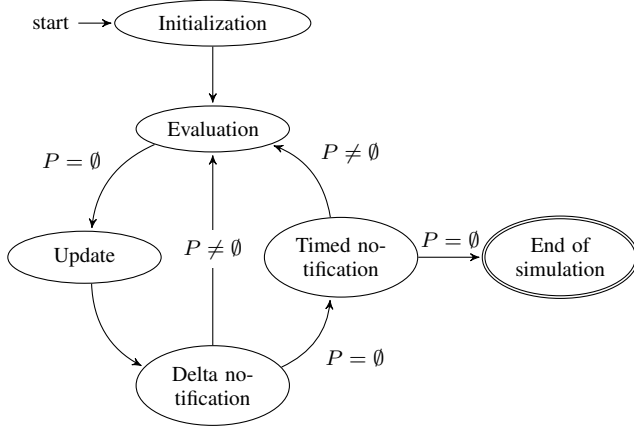 start
Initialization
Evaluation
P = ∅
P ≠ ∅
Update
P ≠ ∅
Timed no-
tification
P = ∅
End of
simulation
P = ∅
Delta no-
tification